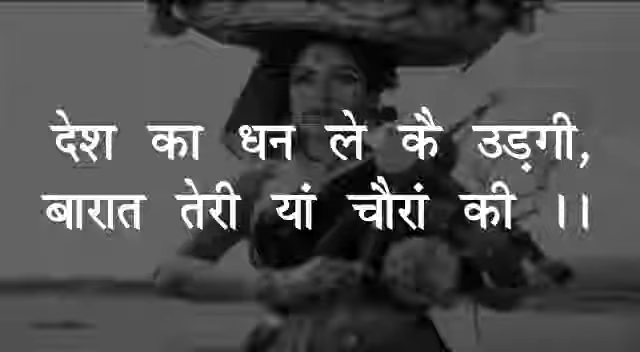 देश का धन ले कै उड़गी,
बारात तेरी यां चौरां की ।।